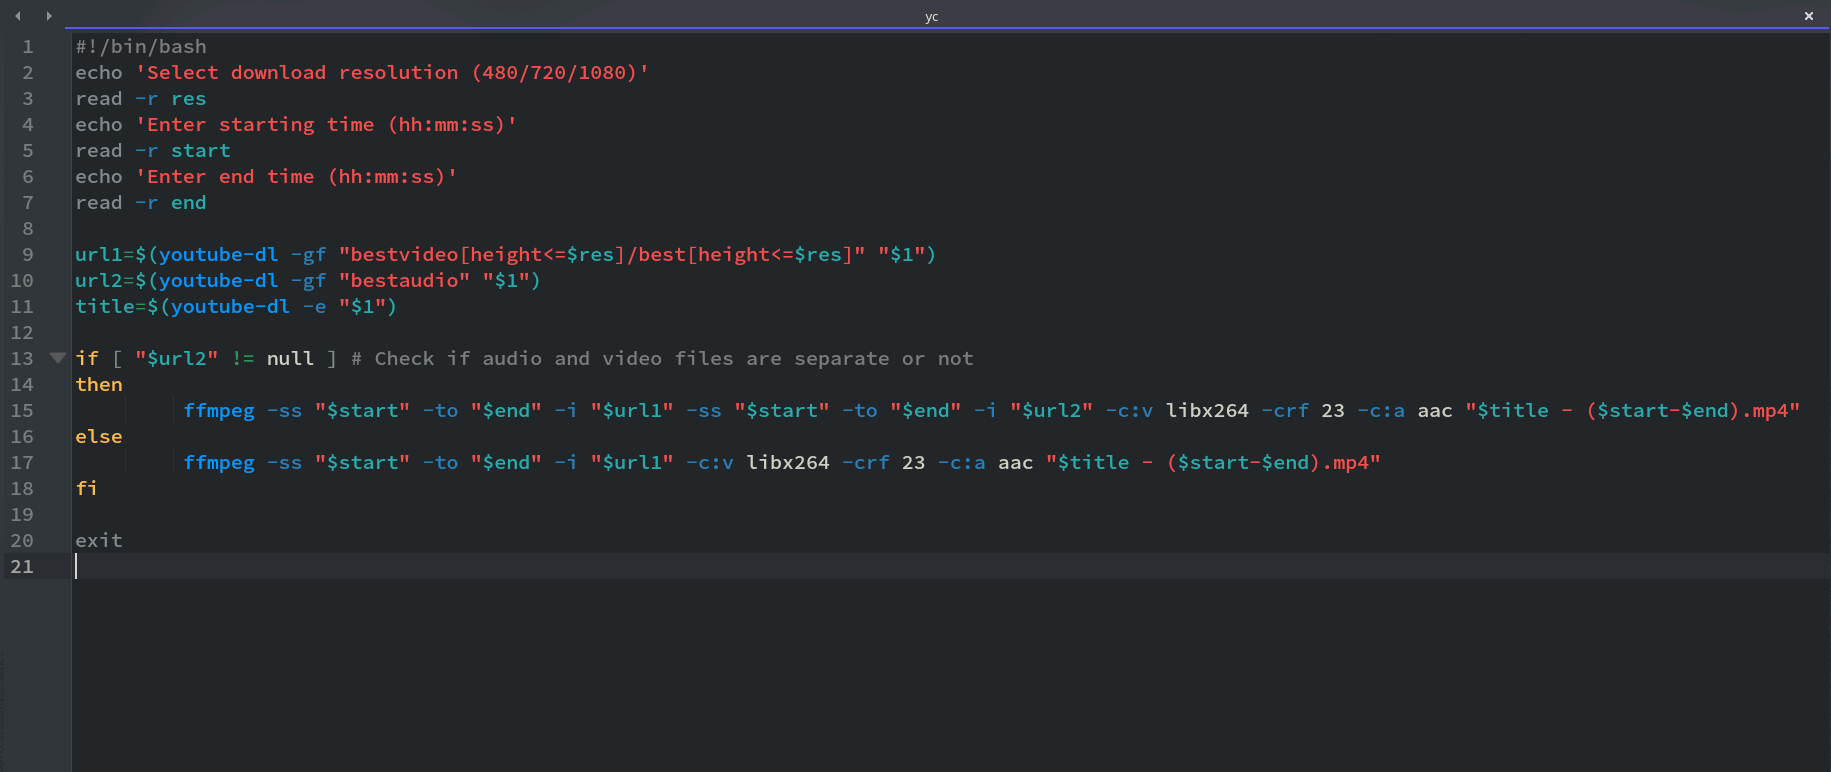 yc
1 #!/bin/bash
2 echo 'Select download resolution (480/720/1080)'
3 read -r res
4 echo 'Enter starting time (hh:mm:ss)'
5 read -r start
6 echo 'Enter end time (hh:mm:ss)'
7 read -r end
8
9 url1=$(youtube-dl -gf "bestvideo[height<=$res]/best[height<=$res]" "$1")
10 url2=$(youtube-dl -gf "bestaudio" "$1")
11 title=$(youtube-dl -e "$1")
12
13 if [ "$url2" != null ] # Check if audio and video files are separate or not
14 then
15 ffmpeg -ss "$start" -to "$end" -i "$url1" -ss "$start" -to "$end" -i "$url2" -c:v libx264 -crf 23 -c:a aac "$title - ($start-$end).mp4"
16 else
17 ffmpeg -ss "$start" -to "$end" -i "$url1" -c:v libx264 -crf 23 -c:a aac "$title - ($start-$end).mp4"
18 fi
19
20 exit
21